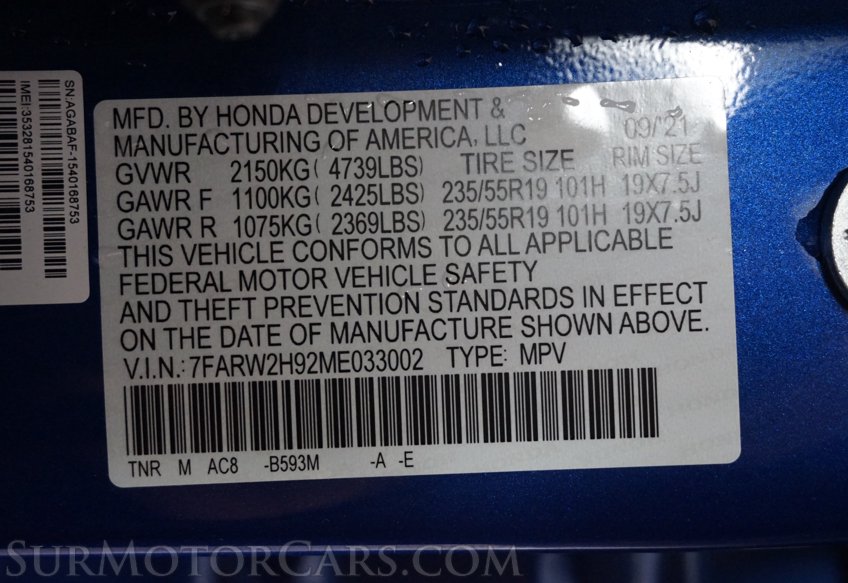 SN:AGABAF-1540168753
IMEI:353281540168753
MFD. BY HONDA DEVELOPMENT &
MANUFACTURING OF AMERICA, LLC 09/21
GVWR 2150KG( 4739LBS) TIRE SIZE RIM SIZE
GAWR F 1100KG( 2425LBS) 235/55R19 101H 19X7.5J
GAWR R 1075KG( 2369LBS) 235/55R19 101H 19X7.5J
THIS VEHICLE CONFORMS TO ALL APPLICABLE
FEDERAL MOTOR VEHICLE SAFETY
AND THEFT PREVENTION STANDARDS IN EFFECT
ON THE DATE OF MANUFACTURE SHOWN ABOVE.
V.I.N.: 7FARW2H92ME033002 TYPE: MPV
TNR M AC8 -B593M -A -E
SURMOTORCARS.COM